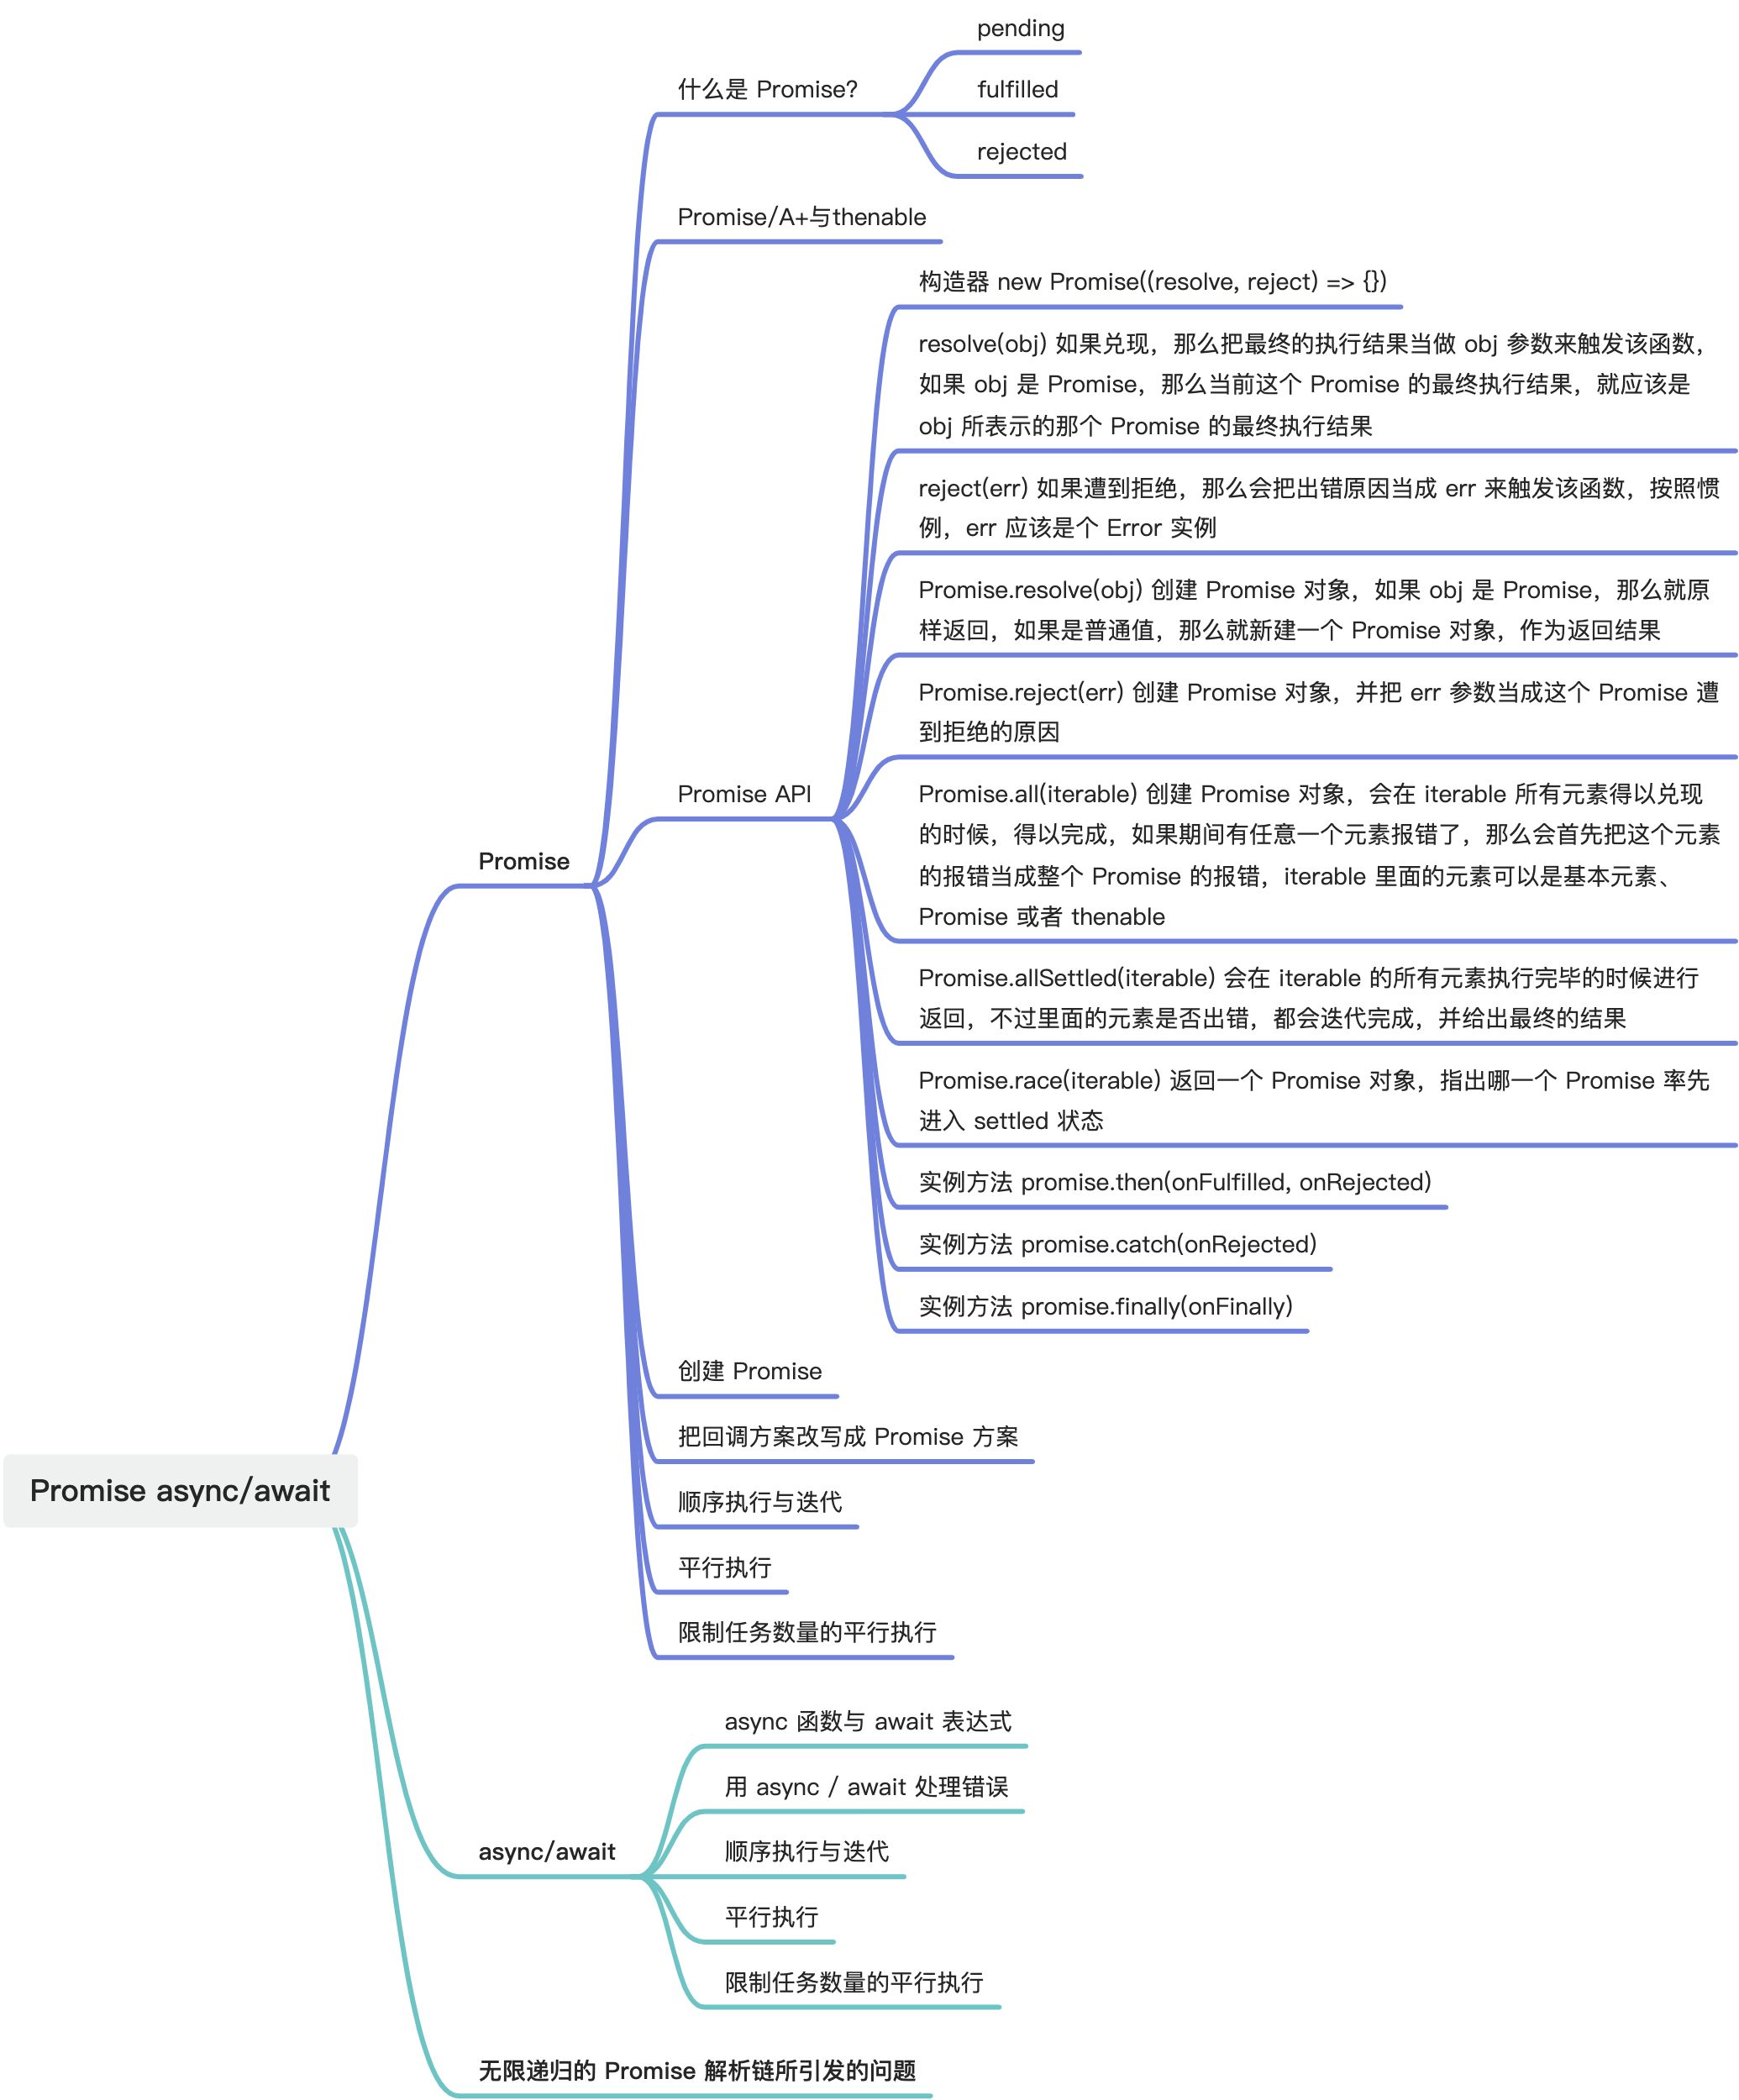 pending
什么是 Promise?
fulfilled
rejected
Promise/A+与thenable
构造器 new Promise((resolve, reject) => {})
resolve(obj) 如果兑现，那么把最终的执行结果当做 obj 参数来触发该函数，
如果 obj 是 Promise，那么当前这个 Promise 的最终执行结果，就应该是
obj 所表示的那个 Promise 的最终执行结果
reject(err) 如果遭到拒绝，那么会把出错原因当成 err 来触发该函数，按照惯
例，err 应该是个 Error 实例
Promise.resolve(obj) 创建 Promise 对象，如果 obj 是 Promise，那么就原
样返回，如果是普通值，那么就新建一个 Promise 对象，作为返回结果
Promise.reject(err) 创建 Promise 对象，并把 err 参数当成这个 Promise 遭
到拒绝的原因
Promise API
Promise.all(iterable) 创建 Promise 对象，会在 iterable 所有元素得以兑现
的时候，得以完成，如果期间有任意一个元素报错了，那么会首先把这个元素
的报错当成整个 Promise 的报错，iterable 里面的元素可以是基本元素、
Promise 或者 thenable
Promise
Promise.allSettled(iterable) 会在 iterable 的所有元素执行完毕的时候进行
返回，不过里面的元素是否出错，都会迭代完成，并给出最终的结果
Promise.race(iterable) 返回一个 Promise 对象，指出哪一个 Promise 率先
进入 settled 状态
实例方法 promise.then(onFulfilled, onRejected)
实例方法 promise.catch(onRejected)
实例方法 promise.finally(onFinally)
创建 Promise
把回调方案改写成 Promise 方案
Promise async/await
顺序执行与迭代
平行执行
限制任务数量的平行执行
async 函数与 await 表达式
用 async / await 处理错误
async/await
顺序执行与迭代
平行执行
限制任务数量的平行执行
无限递归的 Promise 解析链所引发的问题